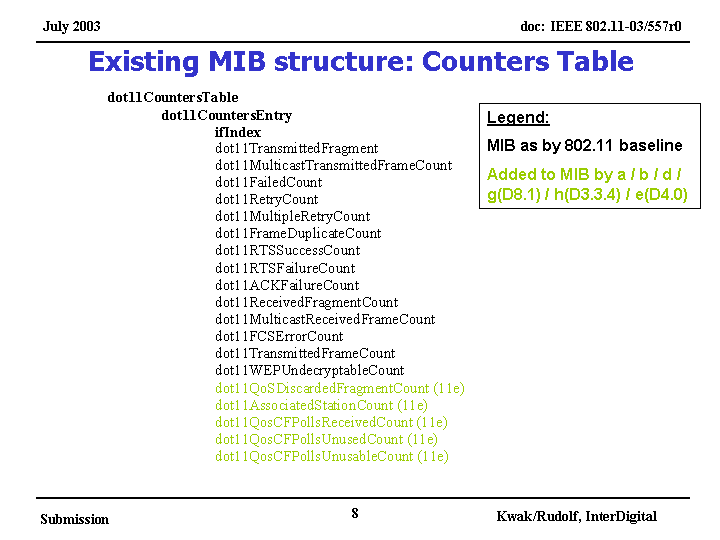 July 2003
doc: IEEE 802.11-03/557r0
Existing MIB structure: Counters Table
dot11CountersTable
dot11CountersEntry
ifIndex
dot11TransmittedFragment
dot11MulticastTransmittedFrameCount
dot11FailedCount
dot11RetryCount
dot11MultipleRetryCount
dot11FrameDuplicateCount
dot11RTSSuccessCount
dot11RTSFailureCount
dot11ACKFailureCount
dot11ReceivedFragmentCount
dot11MulticastReceivedFrameCount
dot11FCSErrorCount
dot11TransmittedFrameCount
dot11WEPUndecryptableCount
dot11QoSDiscardedFragmentCount (11e)
dot11AssociatedStationCount (11e)
dot11QosCFPollsReceivedCount (11e)
dot11QosCFPollsUnusedCount (11e)
dot11QosCFPollsUnusableCount (11e)
Legend:
MIB as by 802.11 baseline
Added to MIB by a / b / d /
g(D8.1) / h(D3.3.4) / e(D4.0)
Submission
8
Kwak/Rudolf, InterDigital